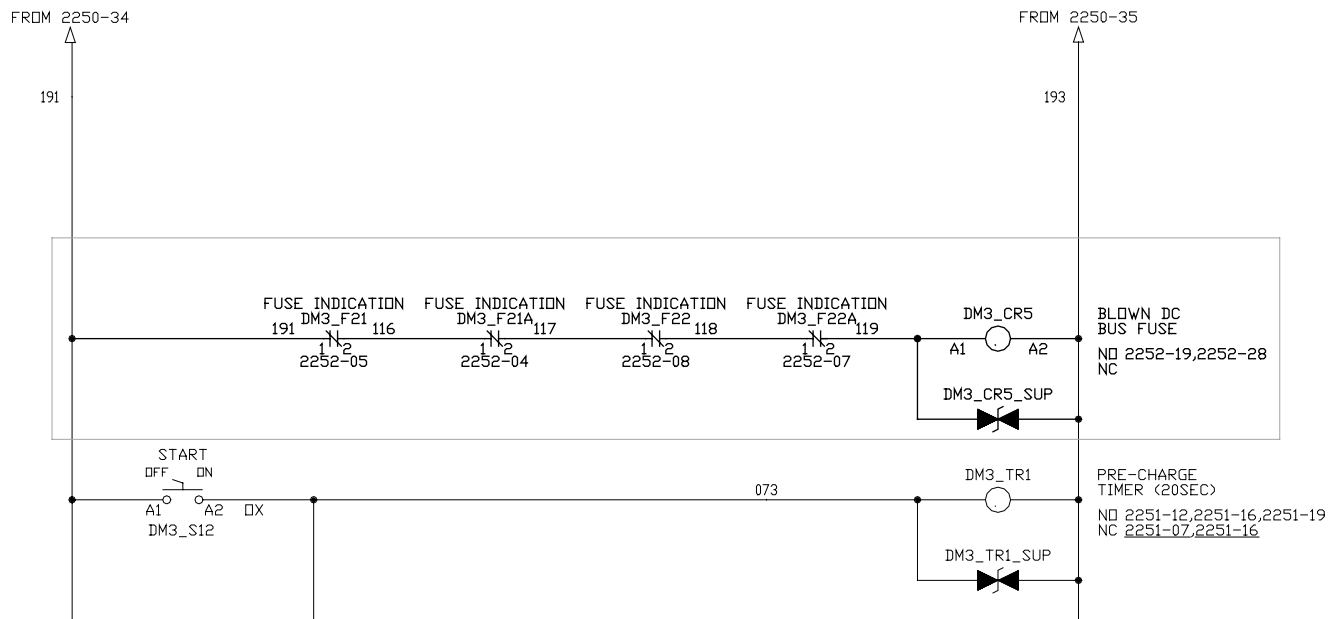 FROM 2250-34
FROM 2250-35
191
193
FUSE INDICATION
DM3_F21
191
116
1 2
2252-05
FUSE INDICATION
DM3_F21A
117
1 2
2252-04
FUSE INDICATION
DM3_F22
118
1 2
2252-08
FUSE INDICATION
DM3_F22A
119
1 2
2252-07
DM3_CR5
A1
A2
BLOWN DC
BUS FUSE
NO 2252-19,2252-28
NC
DM3_CR5_SUP
START
OFF ON
A1 A2 OX
DM3_S12
073
DM3_TR1
PRE-CHARGE
TIMER (20SEC)
NO 2251-12,2251-16,2251-19
NC 2251-07,2251-16
DM3_TR1_SUP